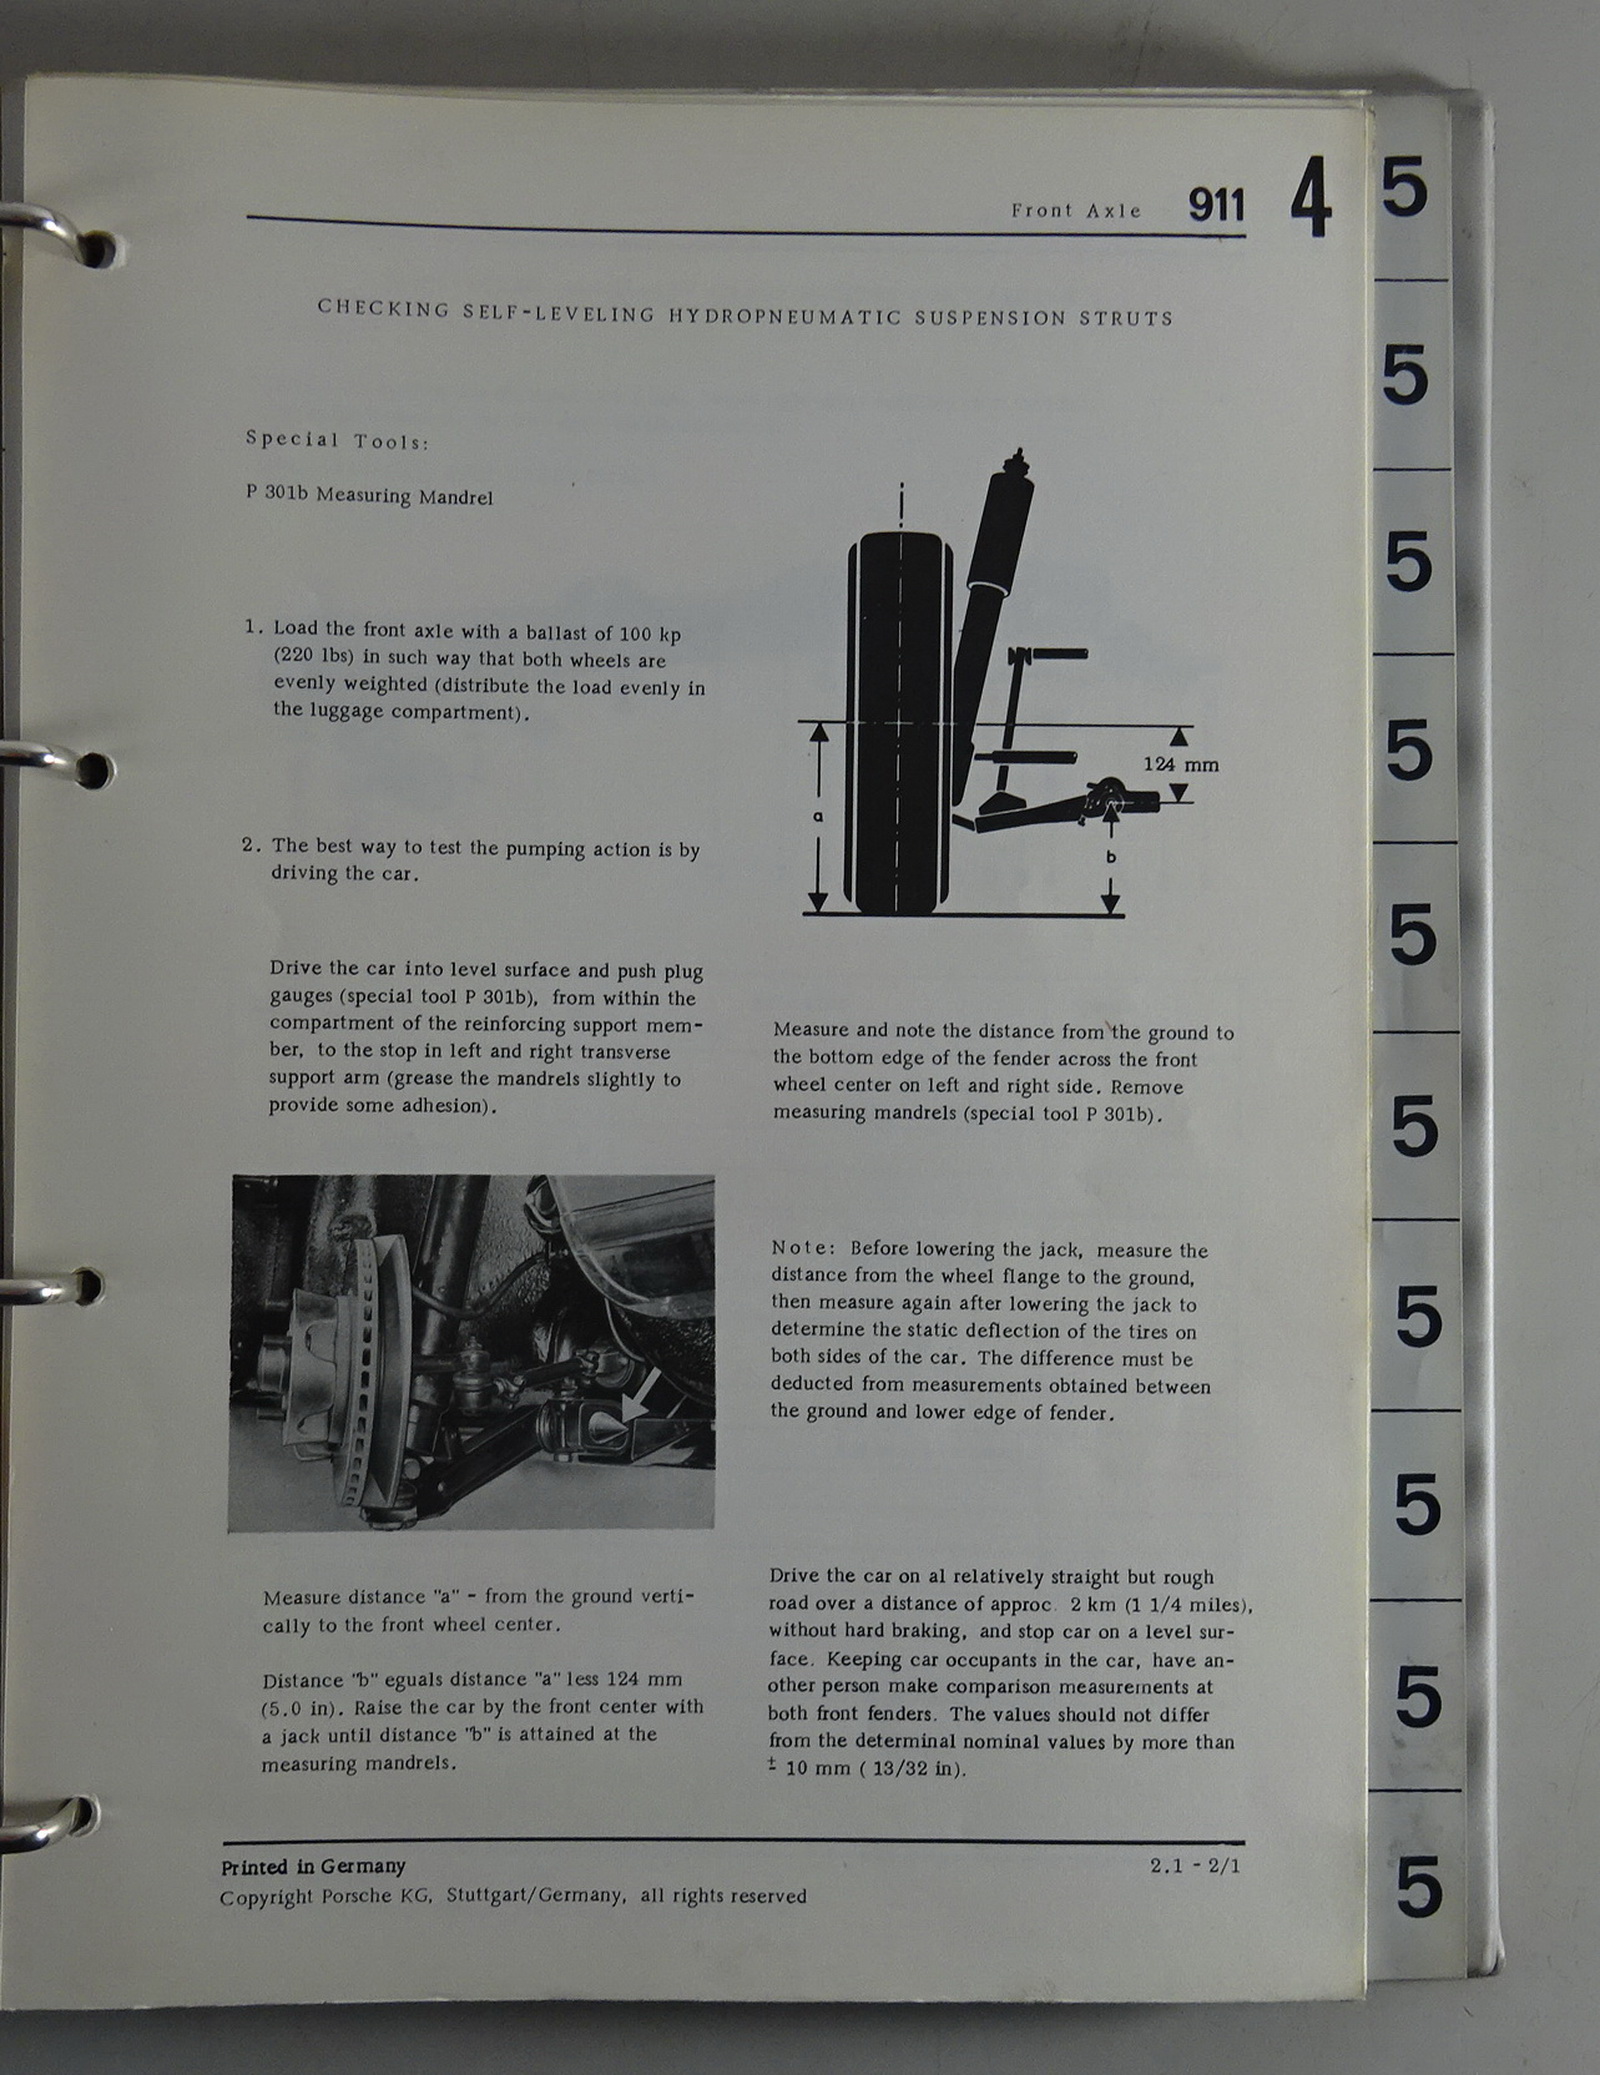 Front Axle 911 4
CHECKING SELF-LEVELING HYDROPNEUMATIC SUSPENSION STRUTS
Special Tools:
P 301b Measuring Mandrel
1. Load the front axle with a ballast of 100 kp
(220 lbs) in such way that both wheels are
evenly weighted (distribute the load evenly in
the luggage compartment).
2. The best way to test the pumping action is by
driving the car.
Drive the car into level surface and push plug
gauges (special tool P 301b), from within the
compartment of the reinforcing support mem-
ber, to the stop in left and right transverse
support arm (grease the mandrels slightly to
provide some adhesion).
Measure distance "a" - from the ground verti-
cally to the front wheel center.
Distance "b" eguals distance "a" less 124 mm
(5.0 in). Raise the car by the front center with
a jack until distance "b" is attained at the
measuring mandrels.
124 mm
a
b
Measure and note the distance from the ground to
the bottom edge of the fender across the front
wheel center on left and right side. Remove
measuring mandrels (special tool P 301b).
Note: Before lowering the jack, measure the
distance from the wheel flange to the ground,
then measure again after lowering the jack to
determine the static deflection of the tires on
both sides of the car. The difference must be
deducted from measurements obtained between
the ground and lower edge of fender.
Drive the car on al relatively straight but rough
road over a distance of approc. 2 km (1 1/4 miles),
without hard braking, and stop car on a level sur-
face. Keeping car occupants in the car, have an-
other person make comparison measurements at
both front fenders. The values should not differ
from the determinal nominal values by more than
± 10 mm ( 13/32 in).
Printed in Germany
2.1 - 2/1
Copyright Porsche KG, Stuttgart/Germany, all rights reserved
5
5
5
5
5
5
5
5
5
5